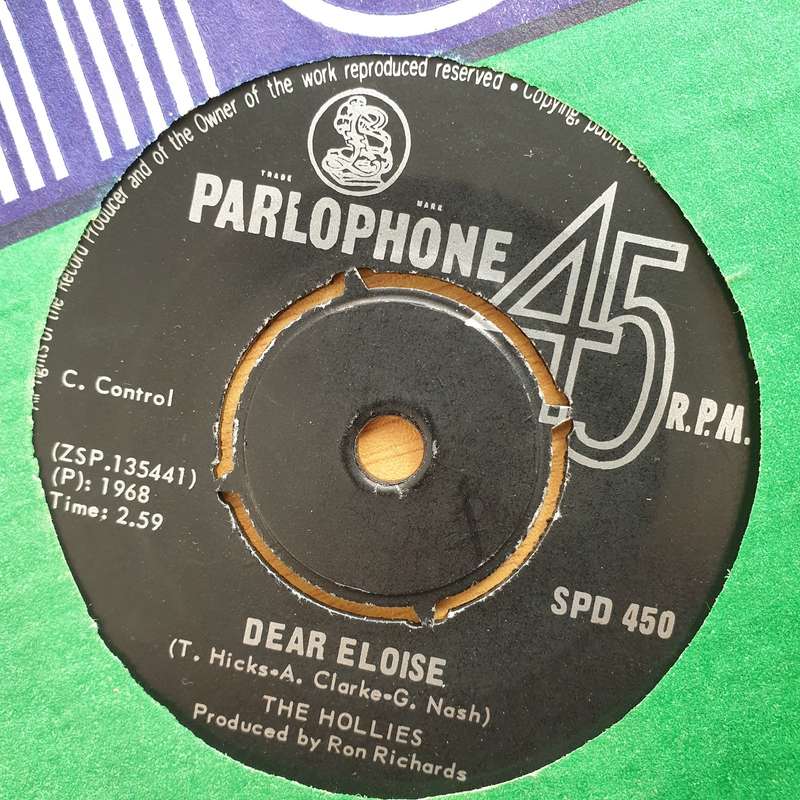 All rights of the Record Producer and of the Owner of the work reproduced reserved • Copying, public per
TRADE MARK
PARLOPHONE
45
R.P.M.
C. Control
(ZSP.135441)
(P): 1968
Time: 2.59
SPD 450
DEAR ELOISE
(T. Hicks•A. Clarke•G. Nash)
THE HOLLIES
Produced by Ron Richards